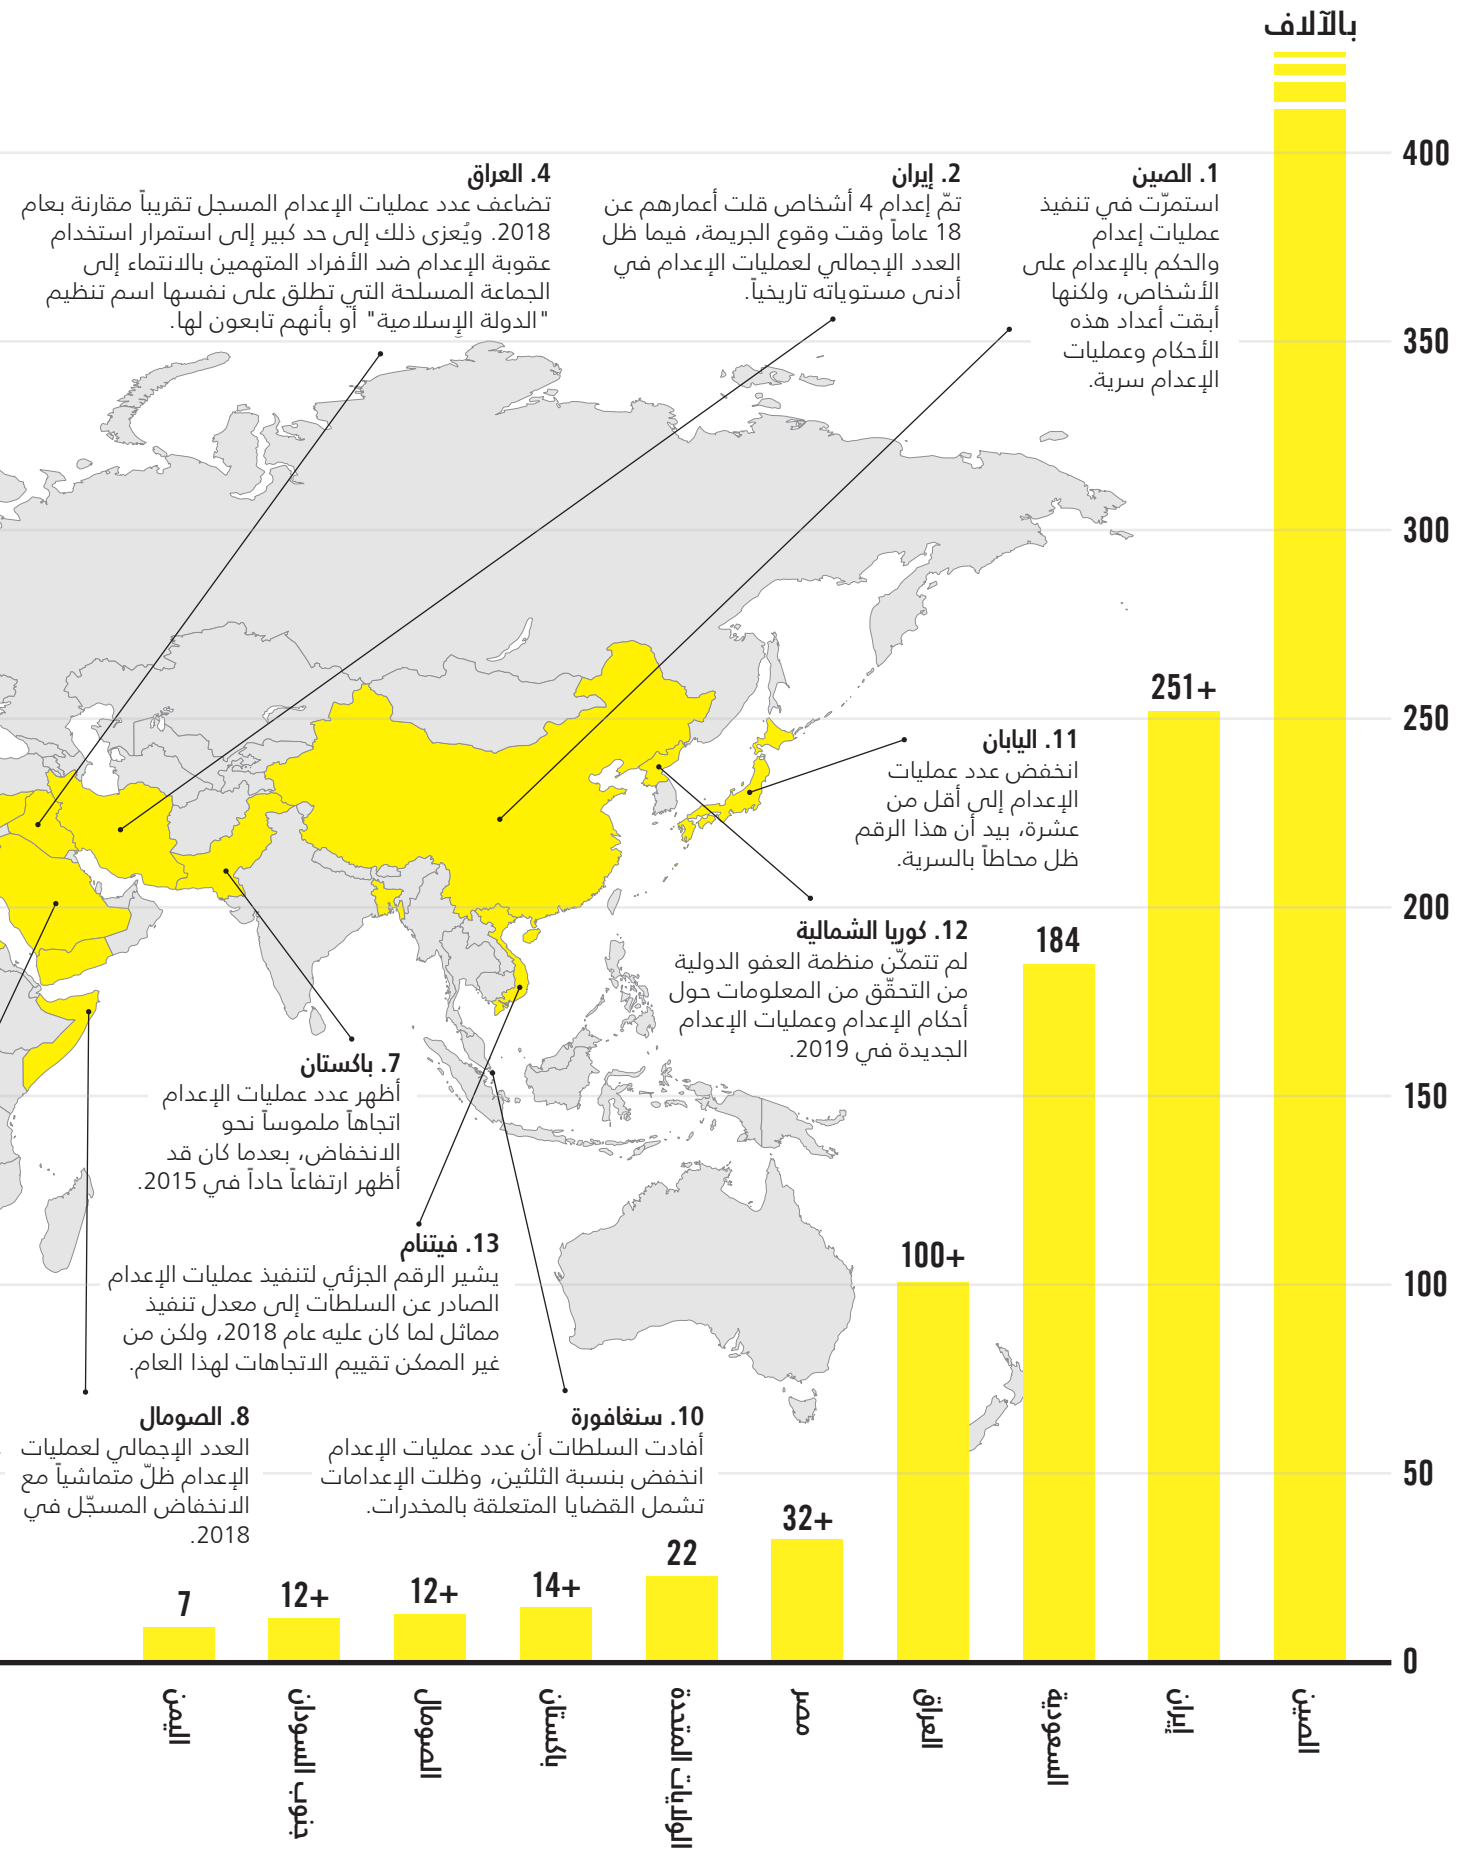 بالآلاف
400
350
300
250
200
150
100
50
0
1. الصين
استمرّت في تنفيذ
عمليات إعدام
والحكم بالإعدام على
الأشخاص، ولكنها
أبقت أعداد هذه
الأحكام وعمليات
الإعدام سرية.
2. إيران
تمّ إعدام 4 أشخاص قلت أعمارهم عن
18 عاماً وقت وقوع الجريمة، فيما ظل
العدد الإجمالي لعمليات الإعدام في
أدنى مستوياته تاريخياً.
4. العراق
تضاعف عدد عمليات الإعدام المسجل تقريباً مقارنة بعام
2018. ويُعزى ذلك إلى حد كبير إلى استمرار استخدام
عقوبة الإعدام ضد الأفراد المتهمين بالانتماء إلى
الجماعة المسلحة التي تطلق على نفسها اسم تنظيم
"الدولة الإسلامية" أو بأنهم تابعون لها.
11. اليابان
انخفض عدد عمليات
الإعدام إلى أقل من
عشرة، بيد أن هذا الرقم
ظل محاطاً بالسرية.
12. كوريا الشمالية
لم تتمكّن منظمة العفو الدولية
من التحقّق من المعلومات حول
أحكام الإعدام وعمليات الإعدام
الجديدة في 2019.
7. باكستان
أظهر عدد عمليات الإعدام
اتجاهاً ملموساً نحو
الانخفاض، بعدما كان قد
أظهر ارتفاعاً حاداً في 2015.
13. فيتنام
يشير الرقم الجزئي لتنفيذ عمليات الإعدام
الصادر عن السلطات إلى معدل تنفيذ
مماثل لما كان عليه عام 2018، ولكن من
غير الممكن تقييم الاتجاهات لهذا العام.
10. سنغافورة
أفادت السلطات أن عدد عمليات الإعدام
انخفض بنسبة الثلثين، وظلت الإعدامات
تشمل القضايا المتعلقة بالمخدرات.
8. الصومال
العدد الإجمالي لعمليات
الإعدام ظلّ متماشياً مع
الانخفاض المسجّل في
2018.
251+
184
100+
32+
22
14+
12+
12+
7
الصين
إيران
السعودية
العراق
مصر
الولايات المتحدة
باكستان
الصومال
جنوب السودان
اليمن